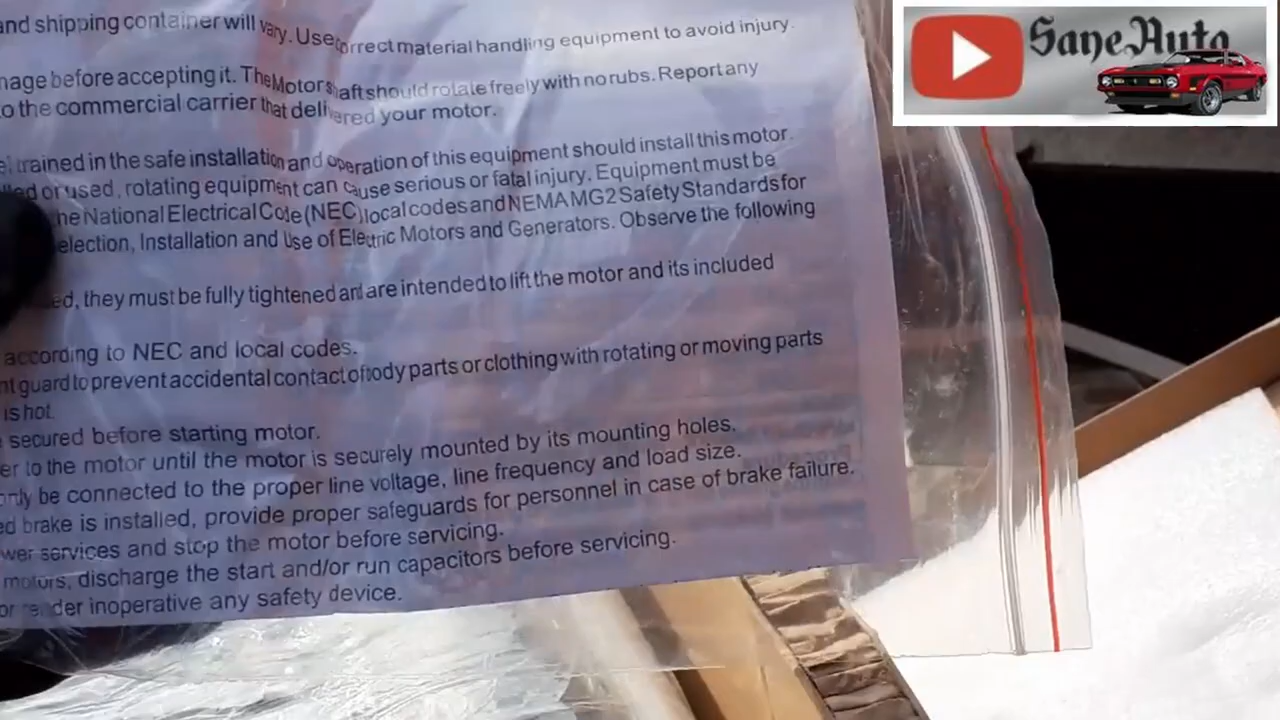 SaneAuto
and shipping container will vary. Use correct material handling equipment to avoid injury.
before accepting it. The Motor shaft should rotate freely with no rubs. Report any
to the commercial carrier that delivered your motor.
trained in the safe installation and operation of this equipment should install this motor.
or used, rotating equipment can cause serious or fatal injury. Equipment must be
National Electrical Code (NEC) local codes and NEMA MG2 Safety Standards for
election, Installation and Use of Electric Motors and Generators. Observe the following
they must be fully tightened and are intended to lift the motor and its included
according to NEC and local codes.
guard to prevent accidental contact of body parts or clothing with rotating or moving parts
is hot.
secured before starting motor.
er to the motor until the motor is securely mounted by its mounting holes.
only be connected to the proper line voltage, line frequency and load size.
ed brake is installed, provide proper safeguards for personnel in case of brake failure.
wer services and stop the motor before servicing.
motors, discharge the start and/or run capacitors before servicing.
or render inoperative any safety device.